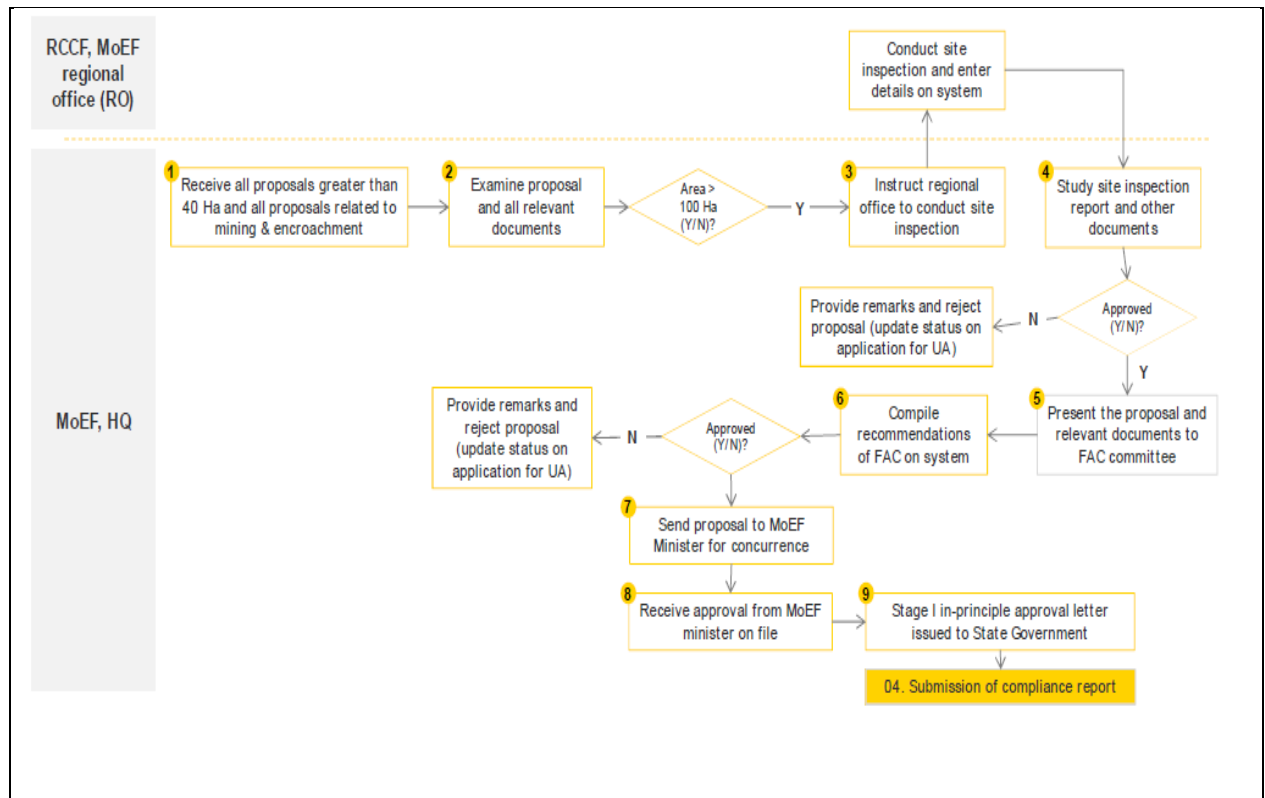 RCCF, MoEF
regional
office (RO)
Conduct site
inspection and enter
details on system
MoEF, HQ
1
Receive all proposals greater than
40 Ha and all proposals related to
mining & encroachment
2
Examine proposal
and all relevant
documents
Area >
100 Ha
(Y/N)?
Y
3
Instruct regional
office to conduct site
inspection
4
Study site inspection
report and other
documents
Approved
(Y/N)?
N
Provide remarks and reject
proposal (update status on
application for UA)
Y
5
Present the proposal and
relevant documents to
FAC committee
6
Compile
recommendations
of FAC on system
Approved
(Y/N)?
N
Provide remarks and
reject proposal
(update status on
application for UA)
7
Send proposal to MoEF
Minister for concurrence
8
Receive approval from MoEF
minister on file
9
Stage I in-principle approval letter
issued to State Government
04. Submission of compliance report